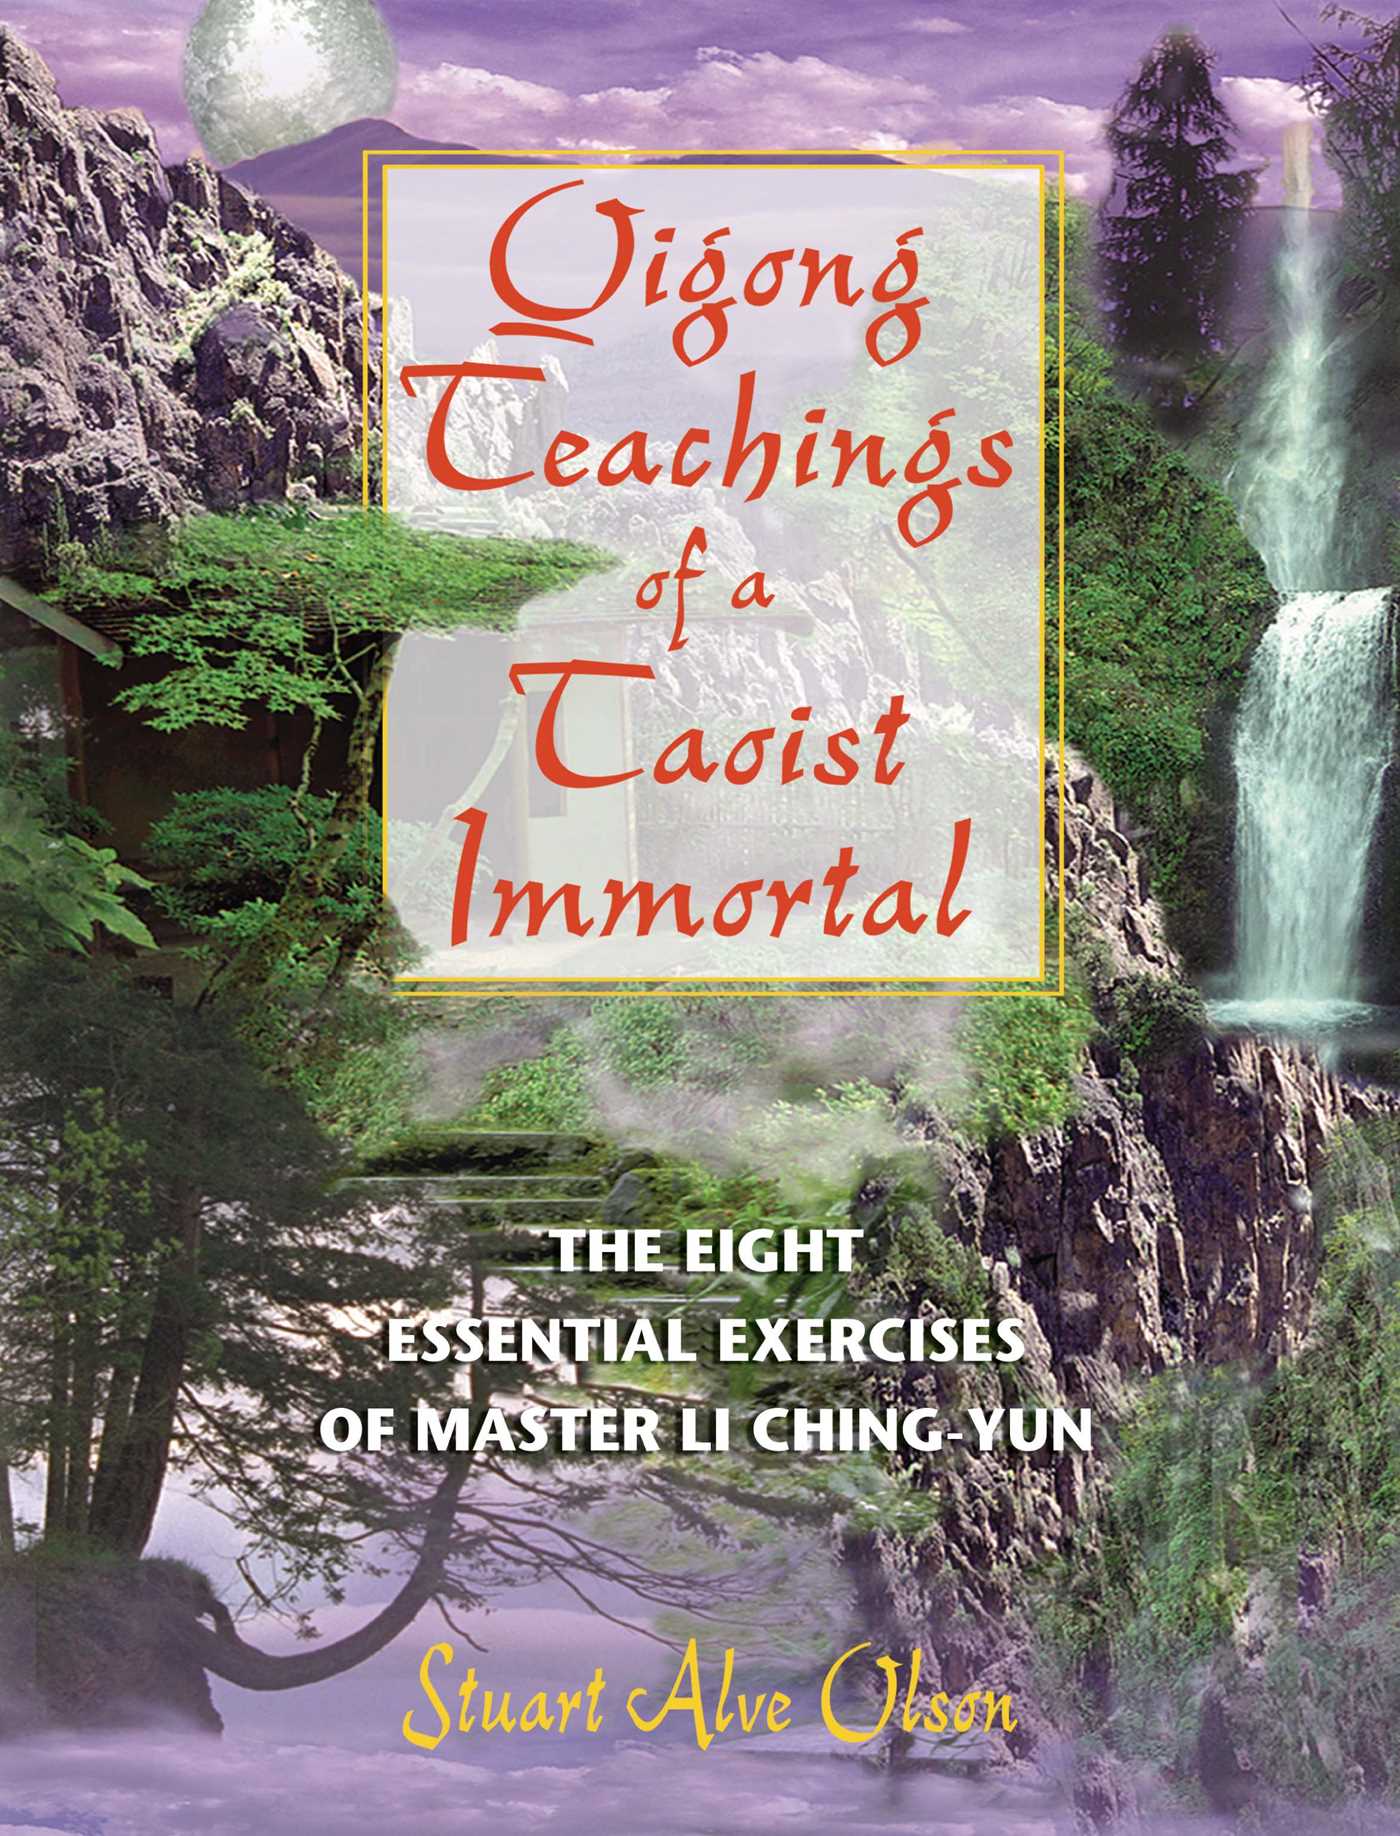 Qigong
Teachings
of a
Taoist
Immortal
THE EIGHT
ESSENTIAL EXERCISES
OF MASTER LI CHING-YUN
Stuart Alve Olson